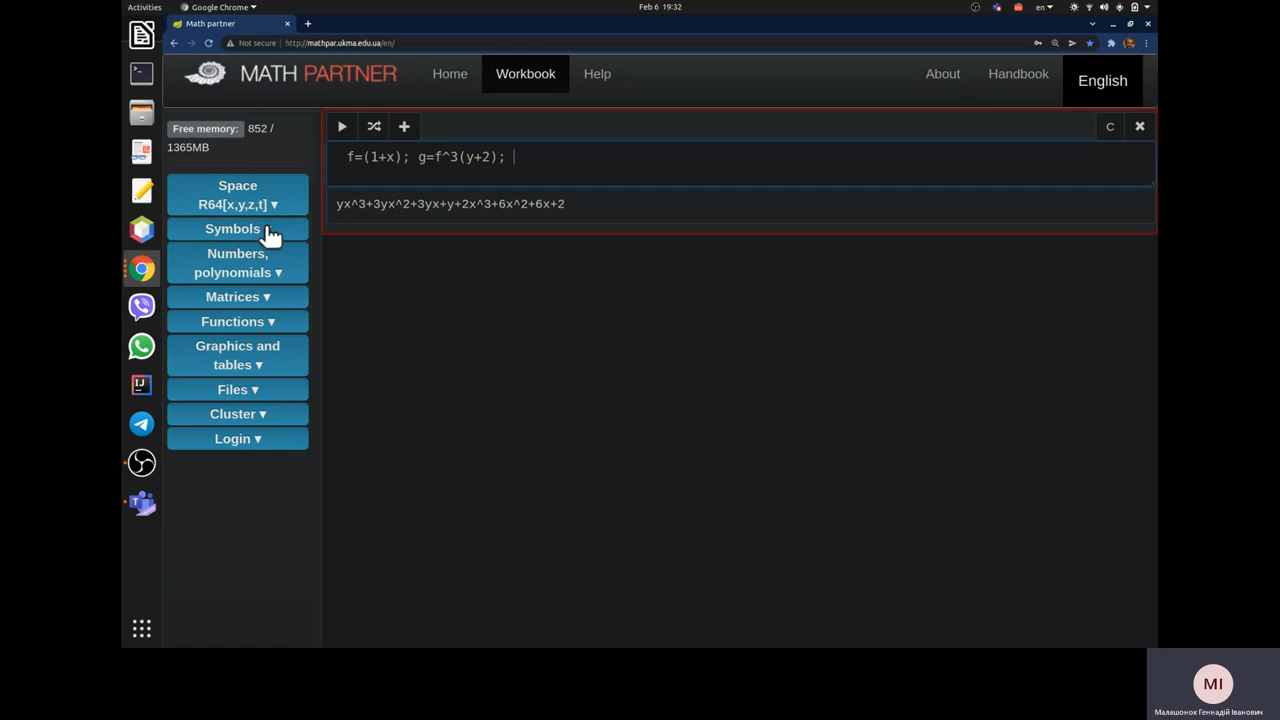 Activities
Google Chrome ▾
Feb 6 19:32
en ▾
Math partner
Not secure
http://mathpar.ukma.edu.ua/en/
MATH PARTNER
Home
Workbook
Help
About
Handbook
English
Free memory: 852 /
1365MB
C
f=(1+x); g=f^3(y+2);
yx^3+3yx^2+3yx+y+2x^3+6x^2+6x+2
Space
R64[x,y,z,t] ▾
Symbols
Numbers,
polynomials ▾
Matrices ▾
Functions ▾
Graphics and
tables ▾
Files ▾
Cluster ▾
Login ▾
MI
Малашонок Геннадій Іванович